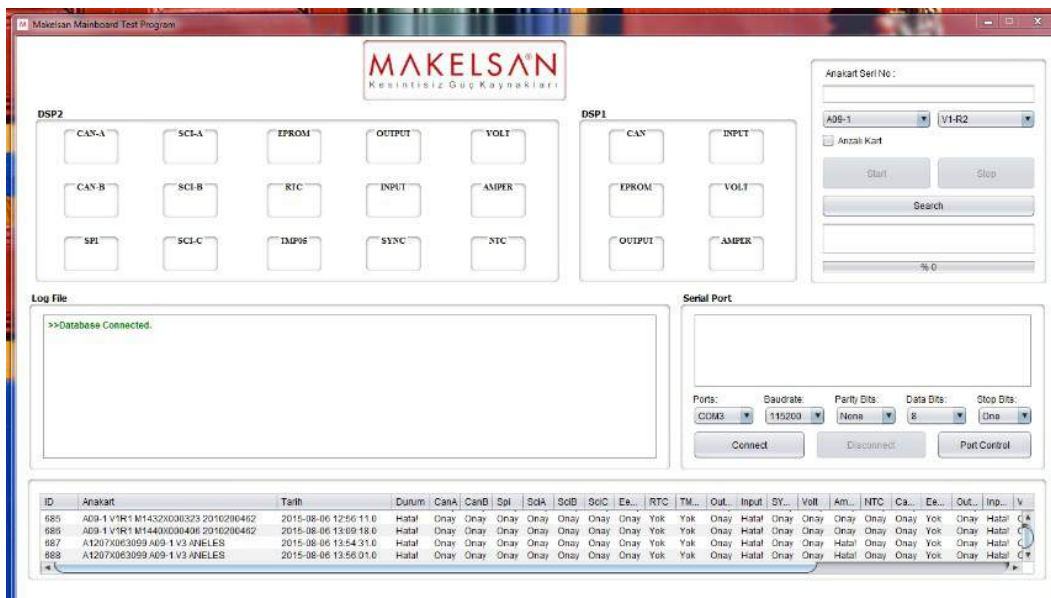 Makelsan Mainboard Test Program
MAKELSAN®
Kesintisiz Güç Kaynakları
DSP2
CAN-A SCI-A EPROM OUTPUT VOLT
CAN-B SCI-B RTC INPUT AMPER
SPI SCI-C TMP05 SYNC NTC
DSP1
CAN INPUT
EPROM VOLT
OUTPUT AMPER
Anakart Seri No :
A09-1 V1-R2
Arızalı Kart
Start Stop
Search
% 0
Log File
>>Database Connected.
Serial Port
Ports: Baudrate: Parity Bits: Data Bits: Stop Bits:
COM3 115200 None 8 One
Connect Disconnect Port Control
ID Anakart Tarih Durum CanA CanB Spi SciA SciB SciC Ee... RTC TM... Out... Input SY... Volt Am... NTC Ca... Ee... Out... Inp... V
685 A09-1 V1R1 M1432X000323 2010200462 2015-08-06 12:56:11.0 Hata! Onay Onay Onay Onay Onay Onay Onay Yok Yok Onay Hata! Onay Onay Onay Onay Onay Yok Onay Hata!
686 A09-1 V1R1 M1440X000406 2010200462 2015-08-06 13:09:18.0 Hata! Onay Onay Onay Onay Onay Onay Onay Yok Yok Onay Hata! Onay Onay Onay Onay Onay Yok Onay Hata!
687 A1207X063099 A09-1 V3 ANELES 2015-08-06 13:54:31.0 Hata! Onay Onay Onay Onay Onay Onay Onay Yok Yok Onay Hata! Onay Onay Hata! Onay Onay Yok Onay Hata!
688 A1207X063099 A09-1 V3 ANELES 2015-08-06 13:56:01.0 Hata! Onay Onay Onay Onay Onay Onay Onay Yok Yok Onay Hata! Onay Onay Hata! Onay Onay Yok Onay Hata!